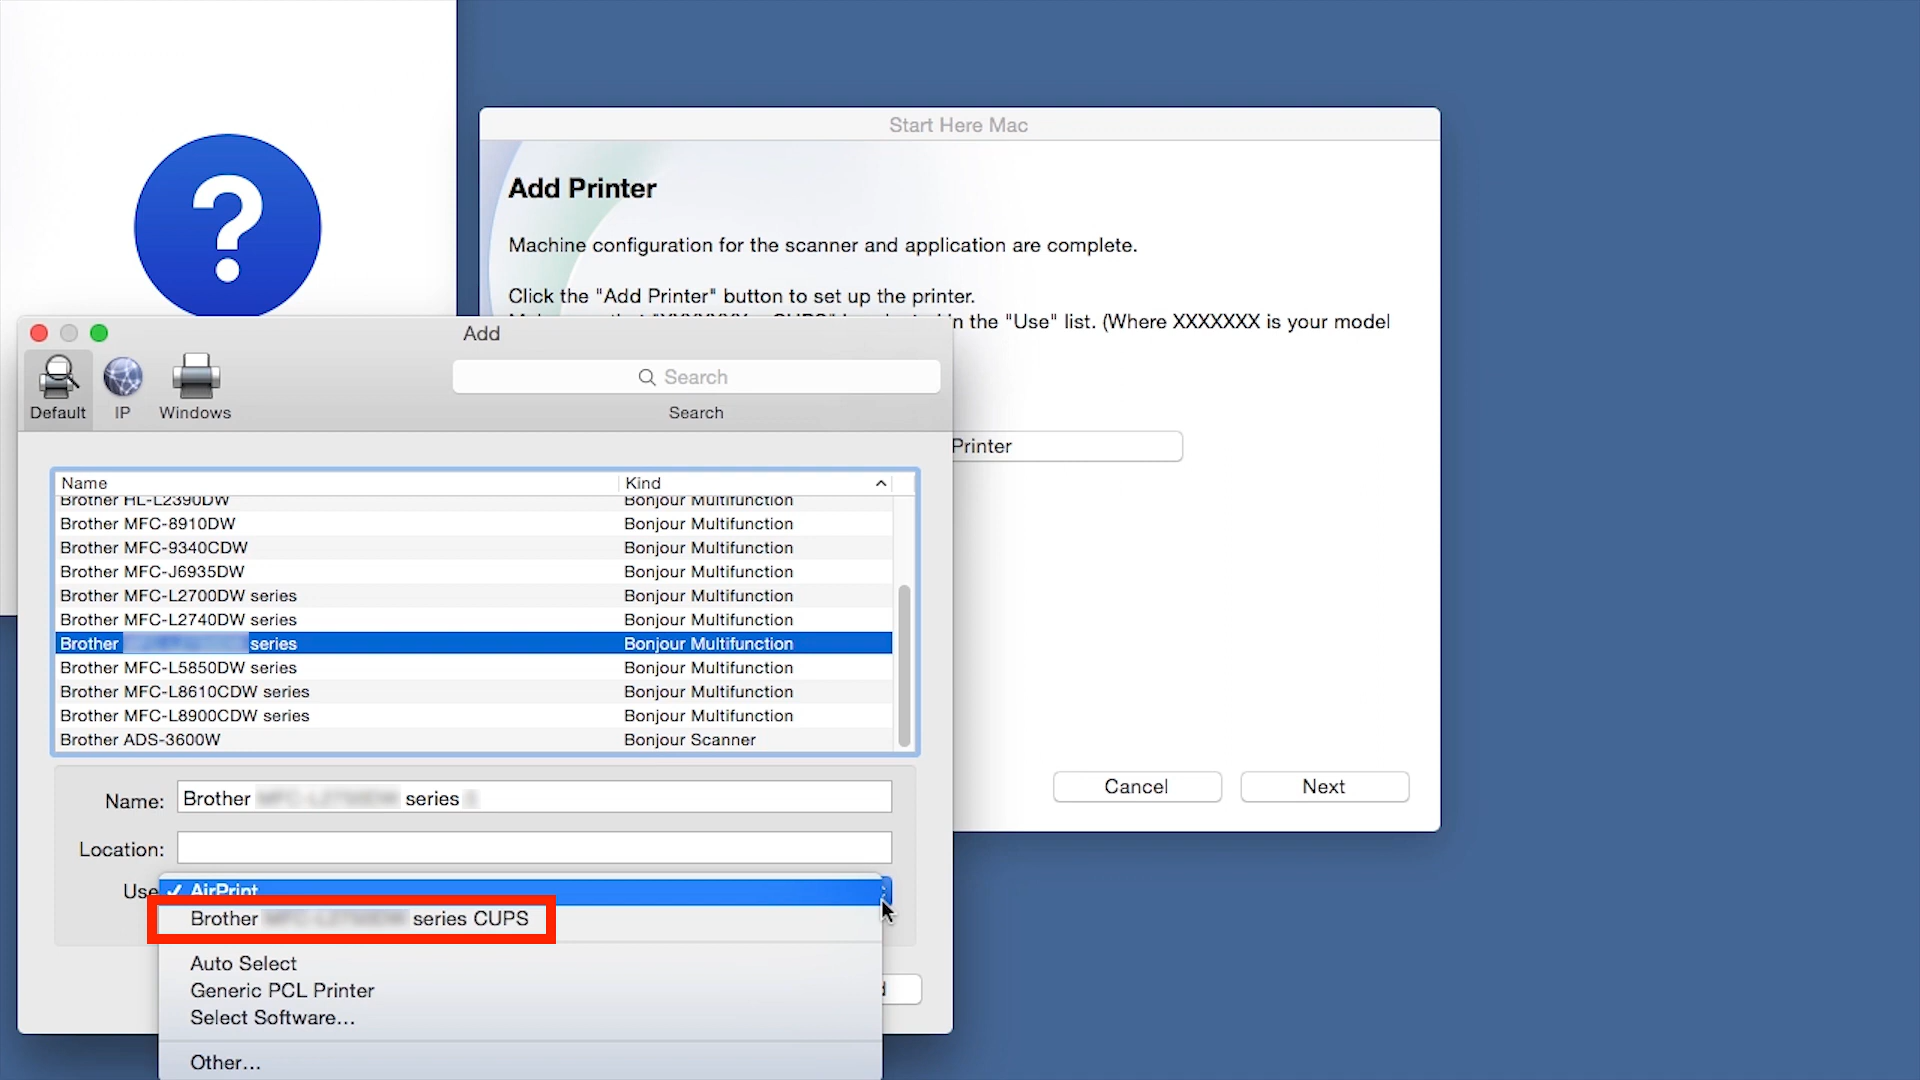 ?
Start Here Mac
Add Printer
Machine configuration for the scanner and application are complete.
Click the "Add Printer" button to set up the printer.
in the "Use" list. (Where XXXXXXX is your model
Printer
Cancel
Next
Add
Default
IP
Windows
Search
Search
Name
Kind
Brother HL-L2390DW
Bonjour Multifunction
Brother MFC-8910DW
Bonjour Multifunction
Brother MFC-9340CDW
Bonjour Multifunction
Brother MFC-J6935DW
Bonjour Multifunction
Brother MFC-L2700DW series
Bonjour Multifunction
Brother MFC-L2740DW series
Bonjour Multifunction
Brother series
Bonjour Multifunction
Brother MFC-L5850DW series
Bonjour Multifunction
Brother MFC-L8610CDW series
Bonjour Multifunction
Brother MFC-L8900CDW series
Bonjour Multifunction
Brother ADS-3600W
Bonjour Scanner
Name:
Brother series
Location:
Use
✓ AirPrint
Brother series CUPS
Auto Select
Generic PCL Printer
Select Software...
Other...